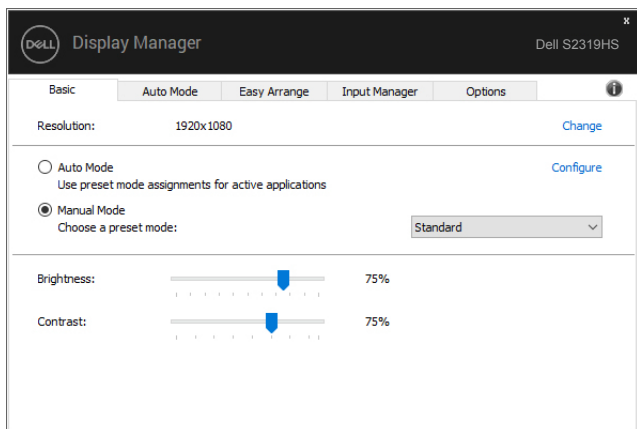 x
DELL Display Manager Dell S2319HS
Basic Auto Mode Easy Arrange Input Manager Options i
Resolution: 1920x1080 Change
Auto Mode Configure
Use preset mode assignments for active applications
Manual Mode
Choose a preset mode: Standard
Brightness: 75%
Contrast: 75%